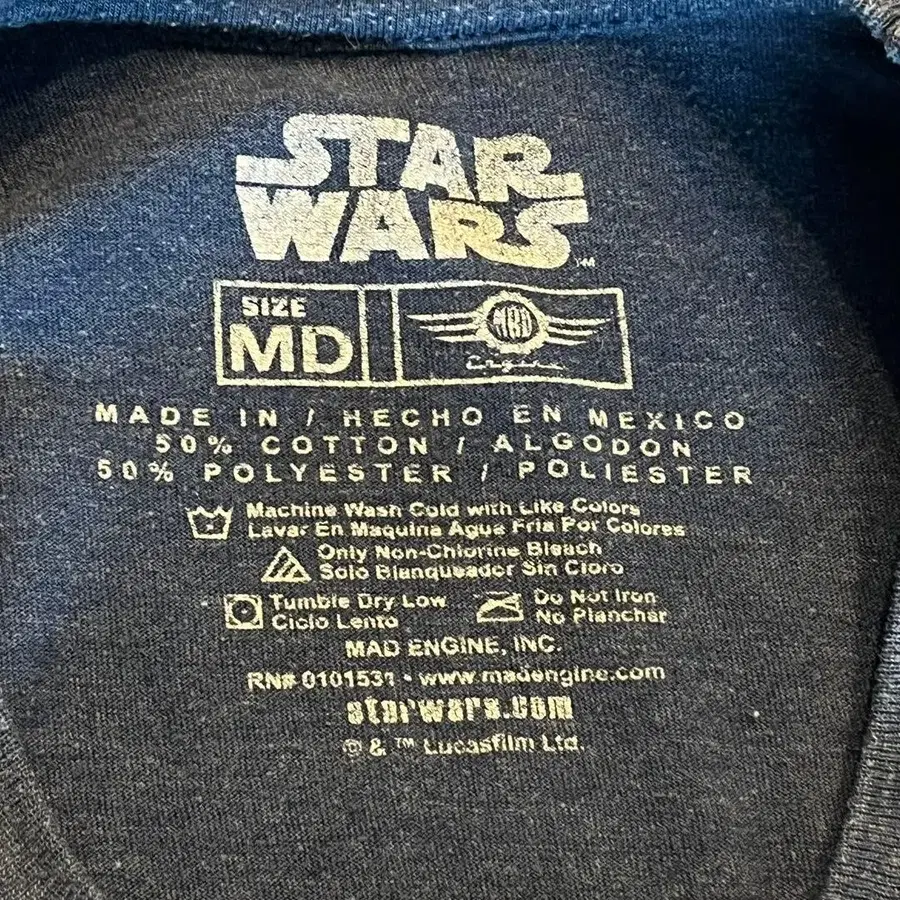 STAR
WARS™
SIZE
MD
MAD
Engine
MADE IN / HECHO EN MEXICO
50% COTTON / ALGODON
50% POLYESTER / POLIESTER
Machine Wash Cold with Like Colors
Lavar En Maquina Agua Fria Por Colores
Only Non-Chlorine Bleach
Solo Blanqueador Sin Cloro
Tumble Dry Low
Ciclo Lento
Do Not Iron
No Planchar
MAD ENGINE, INC.
RN# 0101531 • www.madengine.com
starwars.com
© & ™ Lucasfilm Ltd.